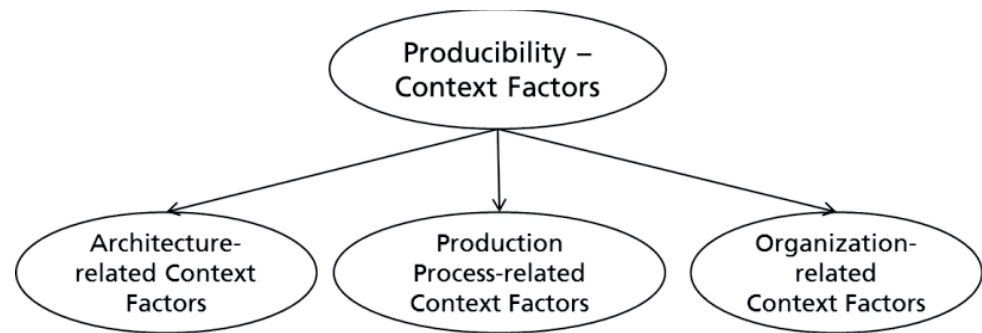 Producibility –
Context Factors
Architecture-
related Context
Factors
Production
Process-related
Context Factors
Organization-
related
Context Factors